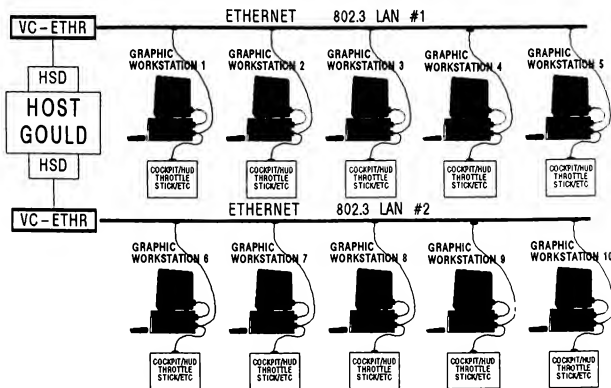 VC-ETHR
ETHERNET 802.3 LAN #1
GRAPHIC
WORKSTATION 1
GRAPHIC
WORKSTATION 2
GRAPHIC
WORKSTATION 3
GRAPHIC
WORKSTATION 4
GRAPHIC
WORKSTATION 5
HSD
HOST
GOULD
HSD
COCKPIT/HUD
THROTTLE
STICK/ETC
COCKPIT/HUD
THROTTLE
STICK/ETC
COCKPIT/HUD
THROTTLE
STICK/ETC
COCKPIT/HUD
THROTTLE
STICK/ETC
COCKPIT/HUD
THROTTLE
STICK/ETC
VC-ETHR
ETHERNET 802.3 LAN #2
GRAPHIC
WORKSTATION 6
GRAPHIC
WORKSTATION 7
GRAPHIC
WORKSTATION 8
GRAPHIC
WORKSTATION 9
GRAPHIC
WORKSTATION 10
COCKPIT/HUD
THROTTLE
STICK/ETC
COCKPIT/HUD
THROTTLE
STICK/ETC
COCKPIT/HUD
THROTTLE
STICK/ETC
COCKPIT/HUD
THROTTLE
STICK/ETC
COCKPIT/HUD
THROTTLE
STICK/ETC